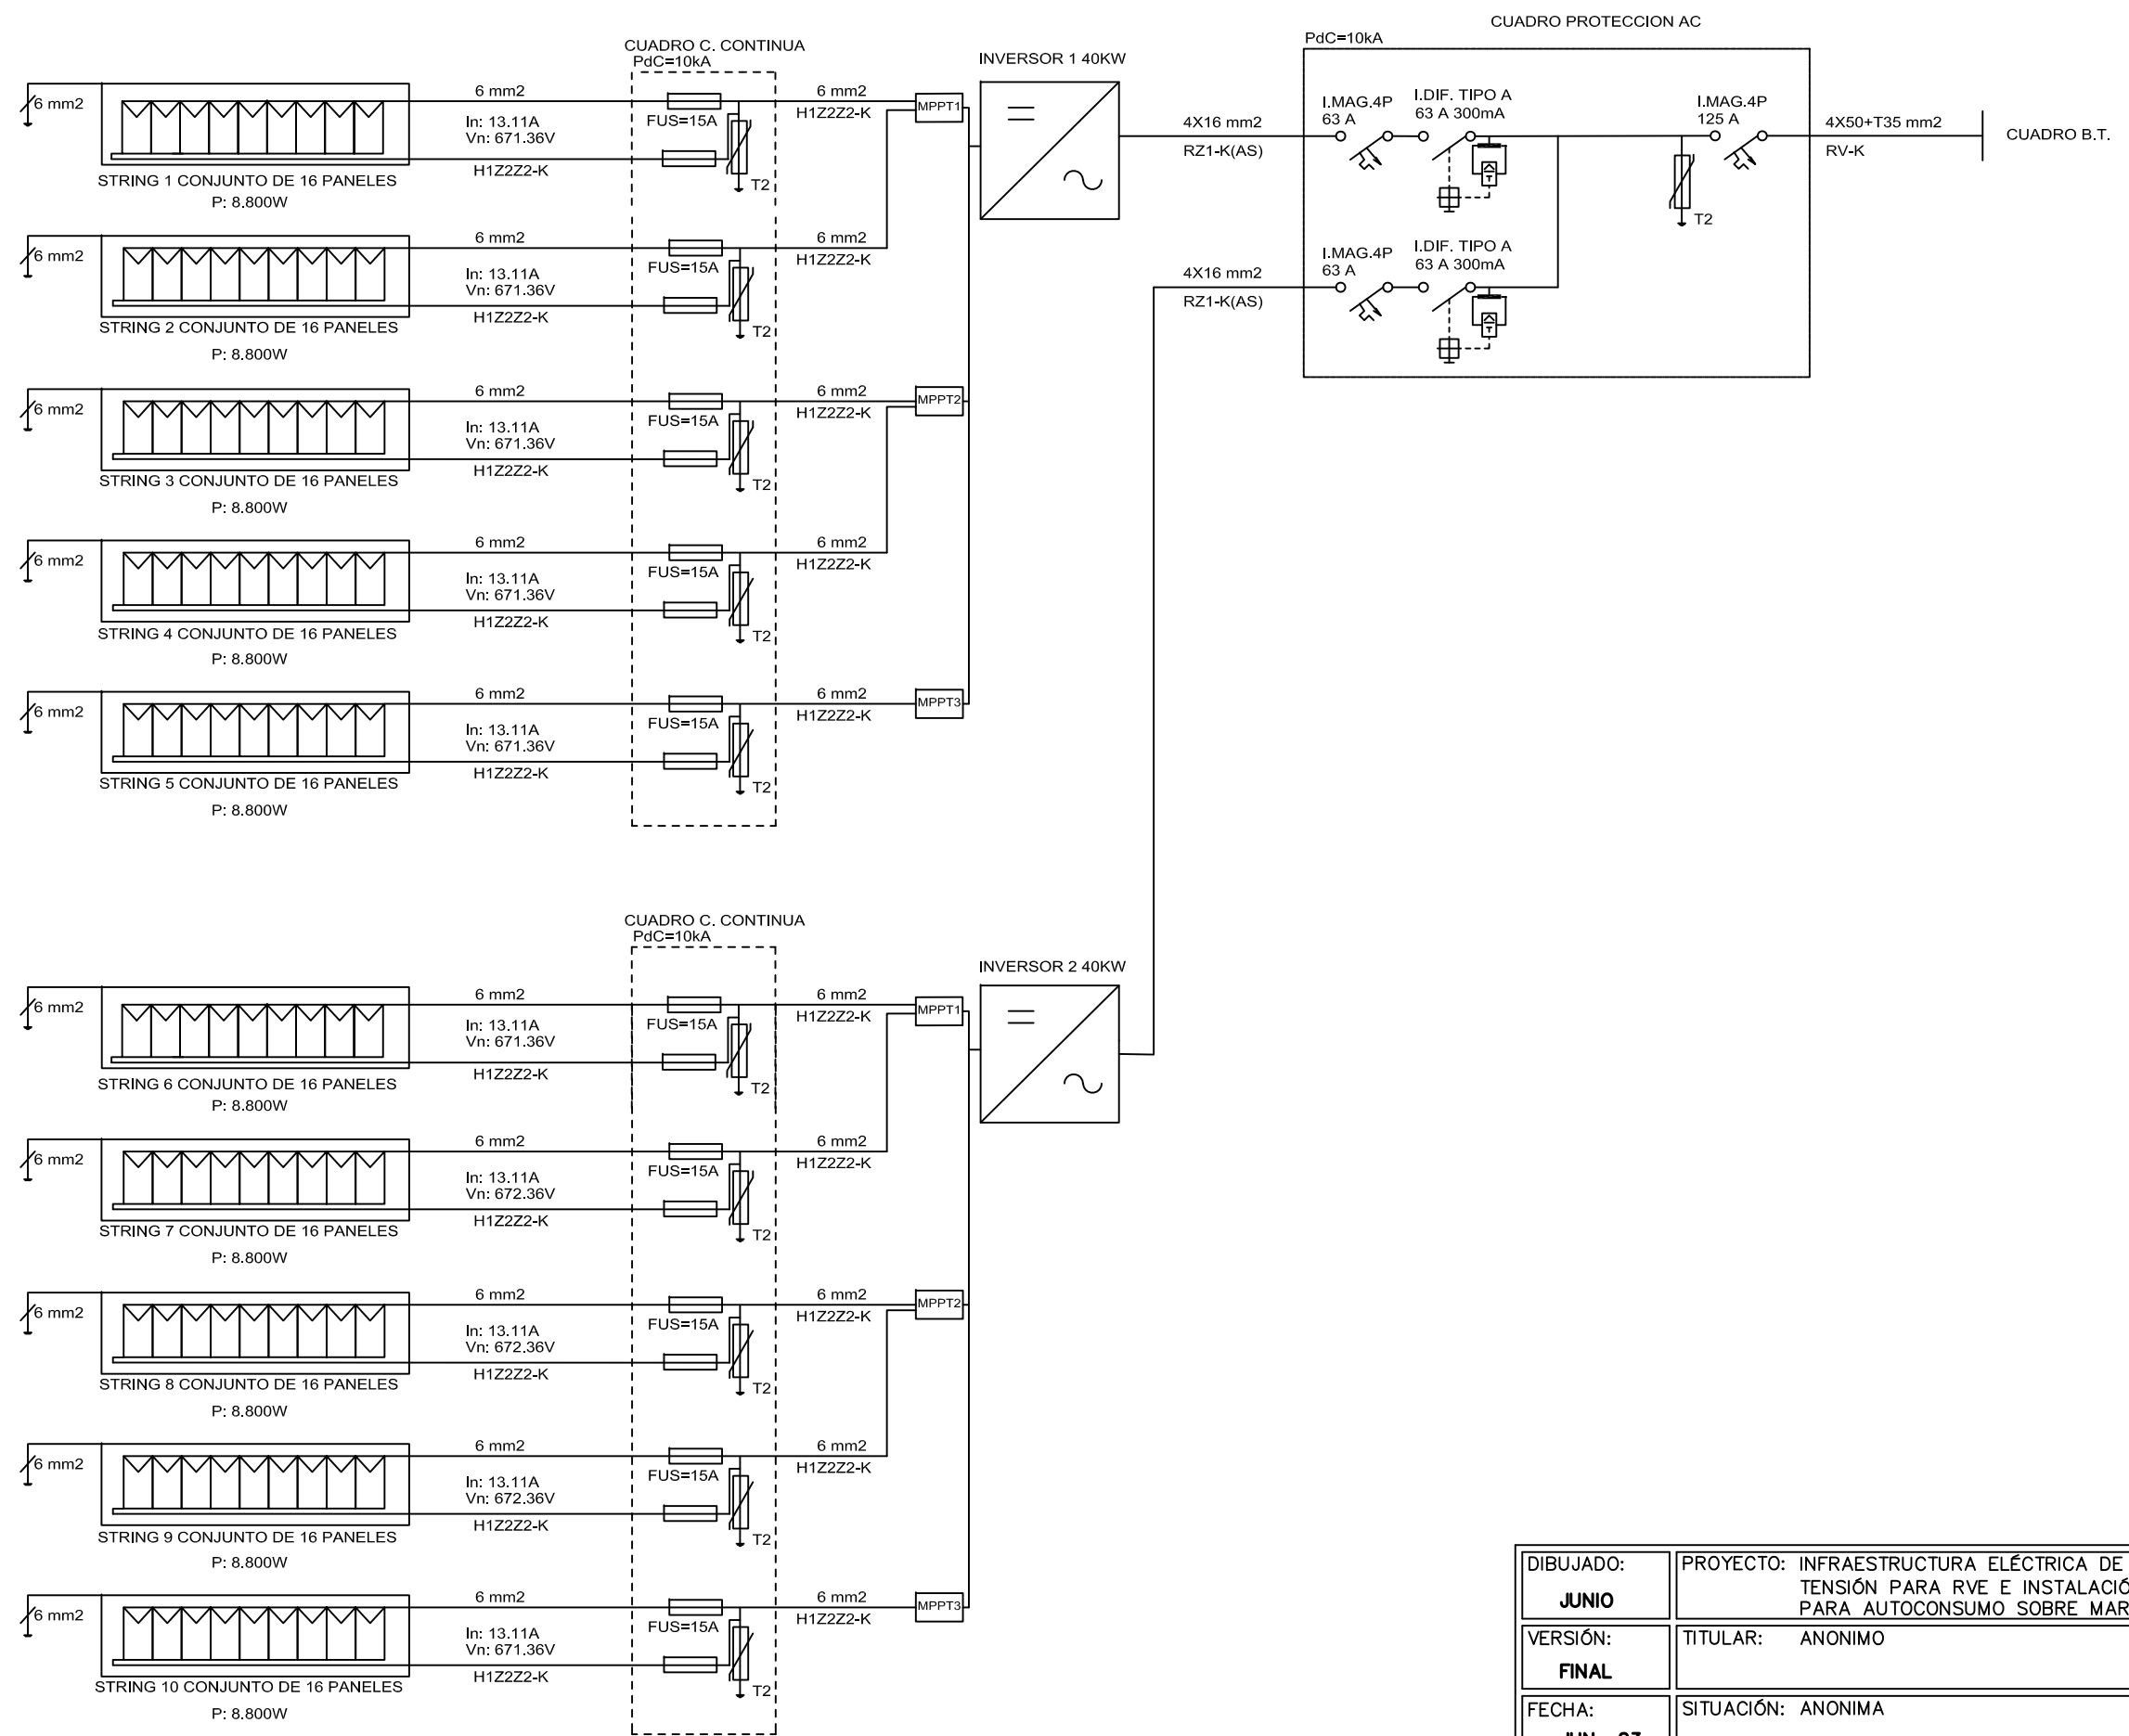 CUADRO PROTECCION AC
PdC=10kA
CUADRO C. CONTINUA
PdC=10kA
INVERSOR 1 40KW
6 mm2
6 mm2
In: 13.11A
Vn: 671.36V
H1Z2Z2-K
FUS=15A
T2
6 mm2
H1Z2Z2-K
MPPT1
STRING 1 CONJUNTO DE 16 PANELES
P: 8.800W
4X16 mm2
RZ1-K(AS)
I.MAG.4P
63 A
I.DIF. TIPO A
63 A 300mA
I.MAG.4P
125 A
T2
4X50+T35 mm2
RV-K
CUADRO B.T.
6 mm2
6 mm2
In: 13.11A
Vn: 671.36V
H1Z2Z2-K
FUS=15A
T2
6 mm2
H1Z2Z2-K
STRING 2 CONJUNTO DE 16 PANELES
P: 8.800W
4X16 mm2
RZ1-K(AS)
I.MAG.4P
63 A
I.DIF. TIPO A
63 A 300mA
6 mm2
6 mm2
In: 13.11A
Vn: 671.36V
H1Z2Z2-K
FUS=15A
T2
6 mm2
H1Z2Z2-K
MPPT2
STRING 3 CONJUNTO DE 16 PANELES
P: 8.800W
6 mm2
6 mm2
In: 13.11A
Vn: 671.36V
H1Z2Z2-K
FUS=15A
T2
6 mm2
H1Z2Z2-K
STRING 4 CONJUNTO DE 16 PANELES
P: 8.800W
6 mm2
6 mm2
In: 13.11A
Vn: 671.36V
H1Z2Z2-K
FUS=15A
T2
6 mm2
H1Z2Z2-K
MPPT3
STRING 5 CONJUNTO DE 16 PANELES
P: 8.800W
CUADRO C. CONTINUA
PdC=10kA
INVERSOR 2 40KW
6 mm2
6 mm2
In: 13.11A
Vn: 671.36V
H1Z2Z2-K
FUS=15A
T2
6 mm2
H1Z2Z2-K
MPPT1
STRING 6 CONJUNTO DE 16 PANELES
P: 8.800W
6 mm2
6 mm2
In: 13.11A
Vn: 672.36V
H1Z2Z2-K
FUS=15A
T2
6 mm2
H1Z2Z2-K
STRING 7 CONJUNTO DE 16 PANELES
P: 8.800W
6 mm2
6 mm2
In: 13.11A
Vn: 672.36V
H1Z2Z2-K
FUS=15A
T2
6 mm2
H1Z2Z2-K
MPPT2
STRING 8 CONJUNTO DE 16 PANELES
P: 8.800W
6 mm2
6 mm2
In: 13.11A
Vn: 672.36V
H1Z2Z2-K
FUS=15A
T2
6 mm2
H1Z2Z2-K
STRING 9 CONJUNTO DE 16 PANELES
P: 8.800W
6 mm2
6 mm2
In: 13.11A
Vn: 671.36V
H1Z2Z2-K
FUS=15A
T2
6 mm2
H1Z2Z2-K
MPPT3
STRING 10 CONJUNTO DE 16 PANELES
P: 8.800W
DIBUJADO:
JUNIO
PROYECTO: INFRAESTRUCTURA ELÉCTRICA DE
TENSIÓN PARA RVE E INSTALACIÓ
PARA AUTOCONSUMO SOBRE MAR
VERSIÓN:
FINAL
TITULAR: ANONIMO
FECHA:
SITUACIÓN: ANONIMA